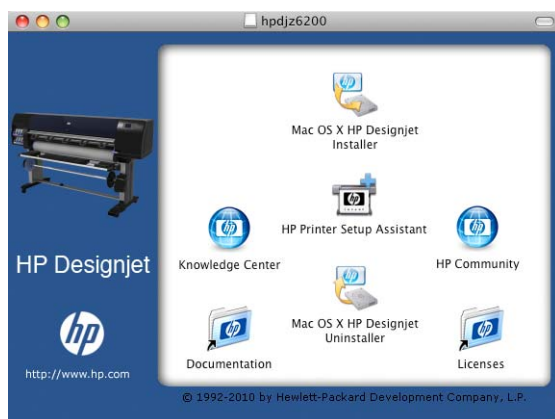 hpdjz6200
Mac OS X HP Designjet
Installer
HP Printer Setup Assistant
Knowledge Center
HP Community
Mac OS X HP Designjet
Uninstaller
Documentation
Licenses
HP Designjet
hp
http://www.hp.com
© 1992-2010 by Hewlett-Packard Development Company, L.P.